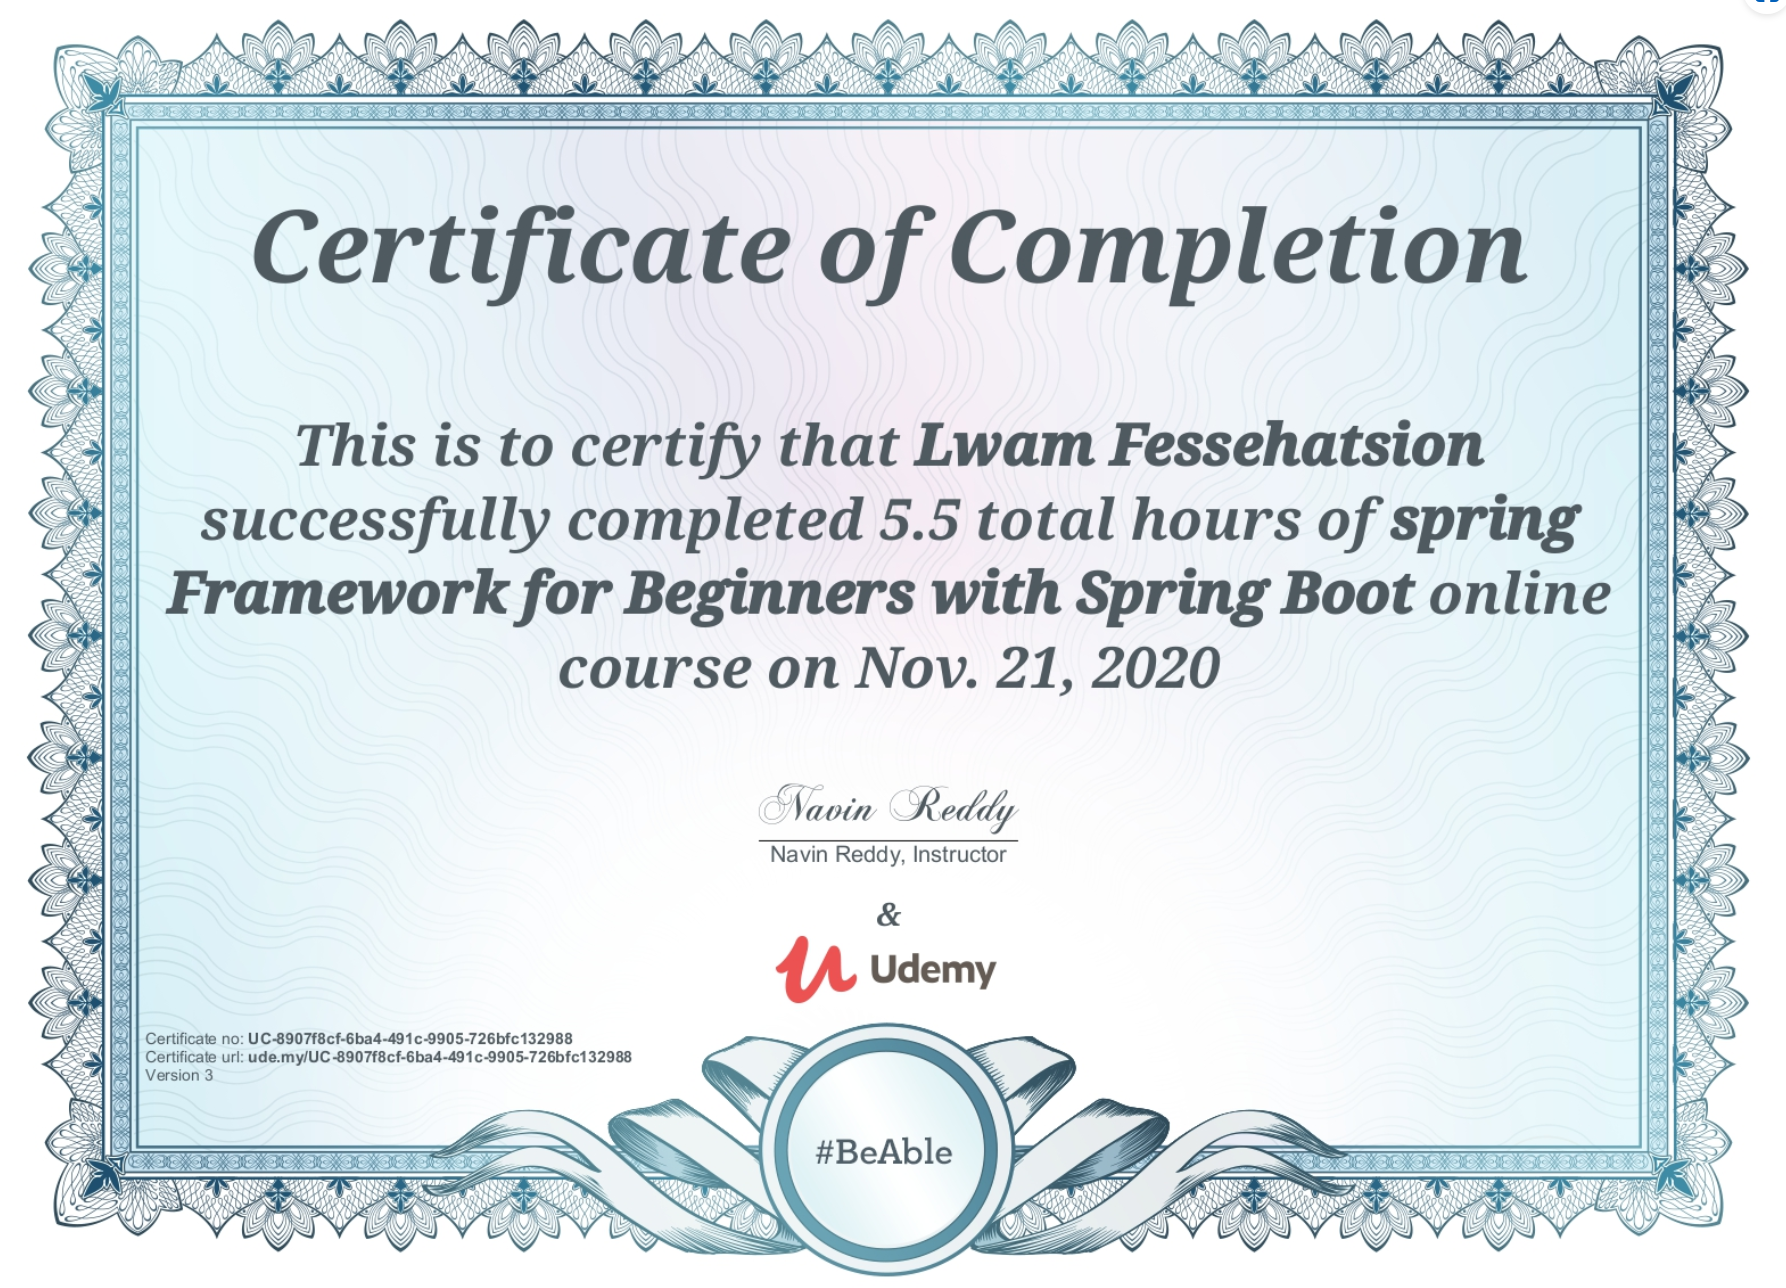 Certificate of Completion
This is to certify that Lwam Fessehatsion
successfully completed 5.5 total hours of spring
Framework for Beginners with Spring Boot online
course on Nov. 21, 2020
Navin Reddy
Navin Reddy, Instructor
&
Udemy
Certificate no: UC-8907f8cf-6ba4-491c-9905-726bfc132988
Certificate url: ude.my/UC-8907f8cf-6ba4-491c-9905-726bfc132988
Version 3
#BeAble